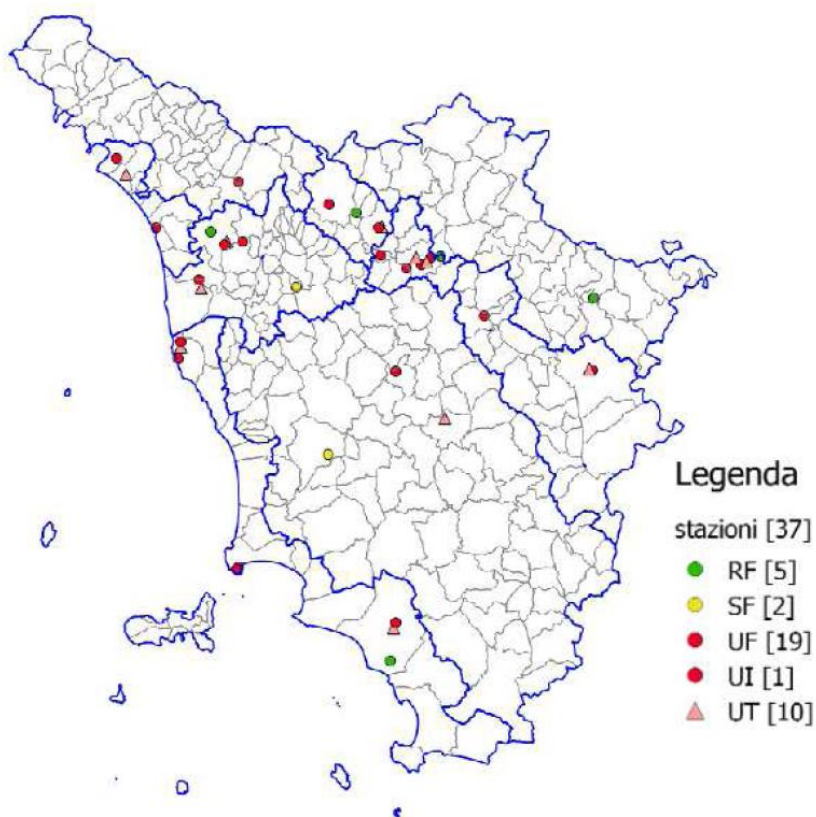 Legenda
stazioni [37]
RF [5]
SF [2]
UF [19]
UI [1]
UT [10]